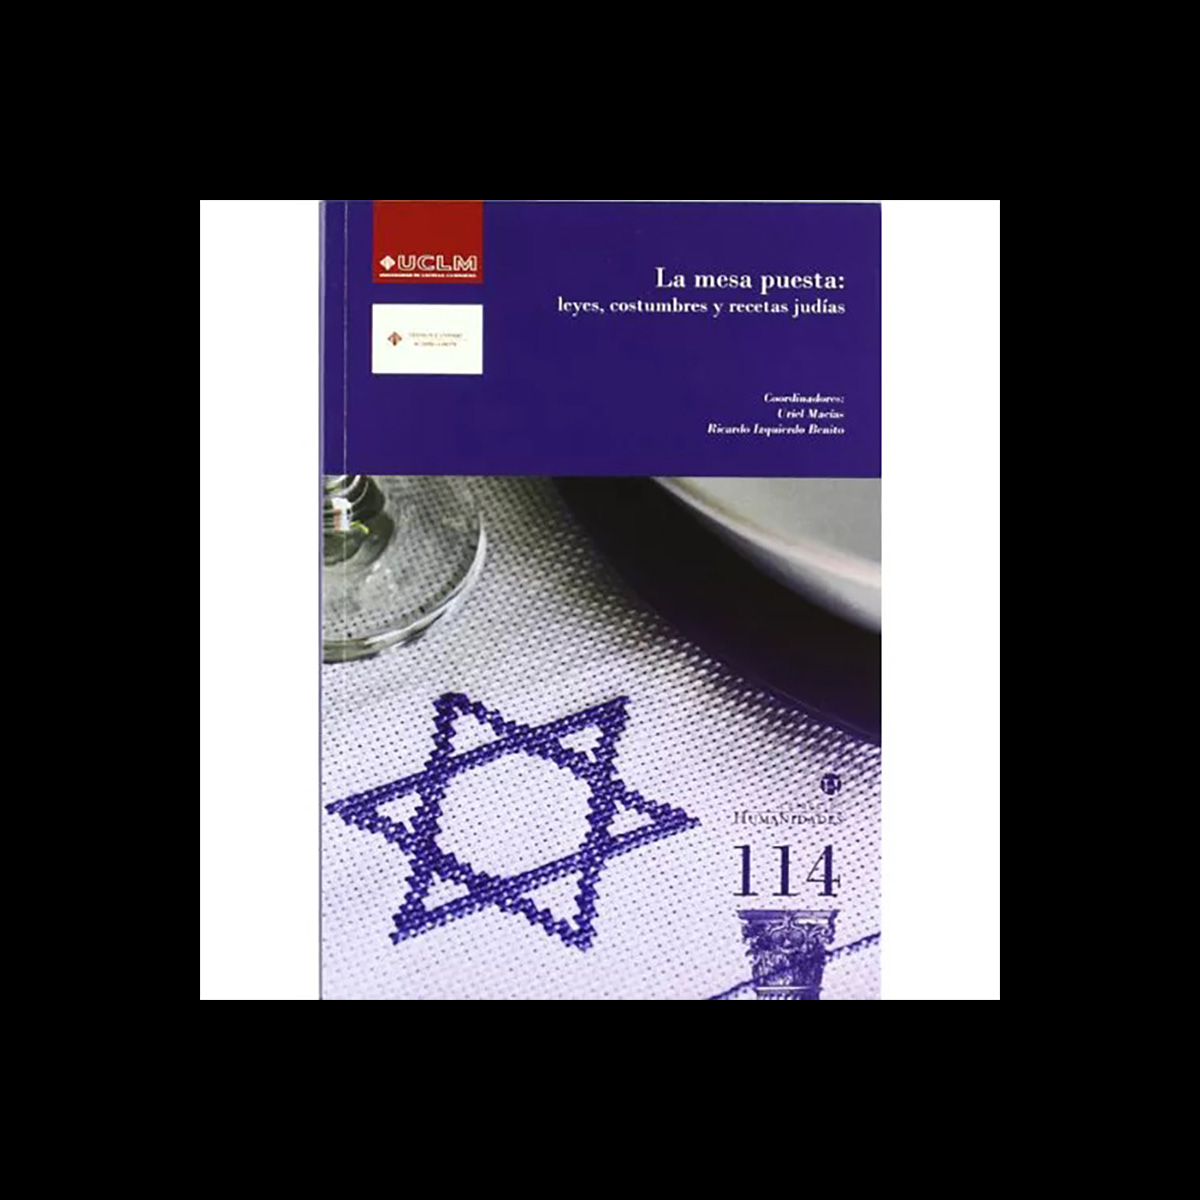 UCLM
La mesa puesta:
leyes, costumbres y recetas judías
Coordinadores:
Uriel Macías
Ricardo Izquierdo Benito
HUMANIDADES
114